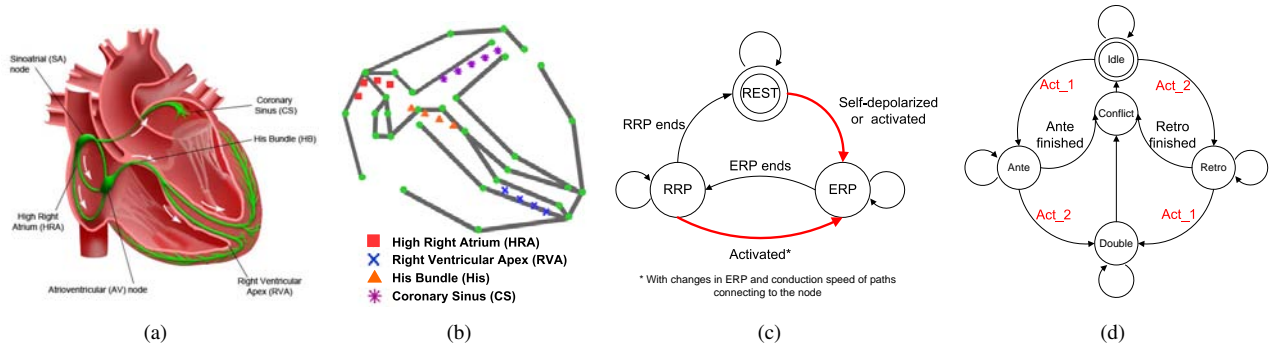 Sinoatrial (SA)
node
Coronary
Sinus (CS)
His Bundle (HB)
High Right
Atrium (HRA)
Atrioventricular (AV) node
Right Ventricular
Apex (RVA)
(a)
High Right Atrium (HRA)
Right Ventricular Apex (RVA)
His Bundle (His)
Coronary Sinus (CS)
(b)
REST
Self-depolarized
or activated
RRP ends
ERP ends
RRP
ERP
Activated*
* With changes in ERP and conduction speed of paths
connecting to the node
(c)
Idle
Act_1
Act_2
Conflict
Ante
finished
Retro
finished
Ante
Retro
Act_2
Act_1
Double
(d)